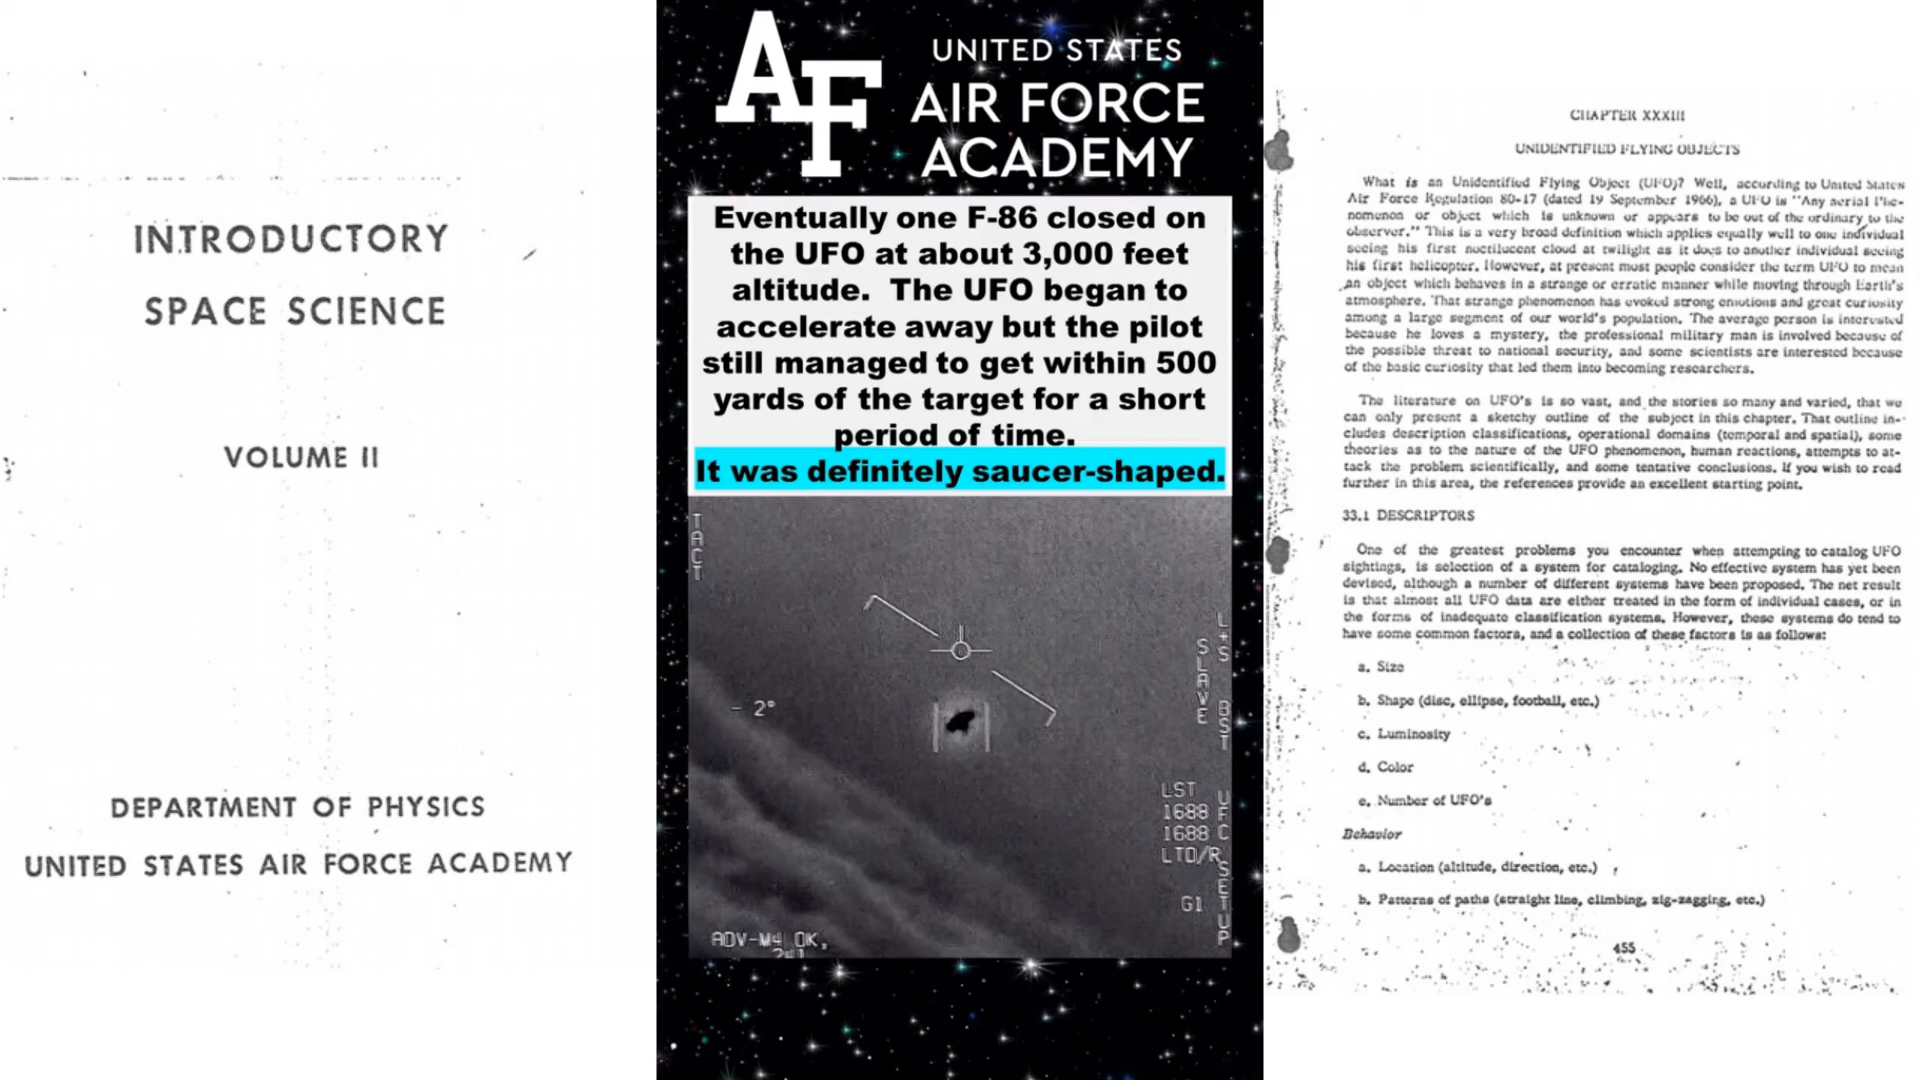 INTRODUCTORY
SPACE SCIENCE
VOLUME II
DEPARTMENT OF PHYSICS
UNITED STATES AIR FORCE ACADEMY
AF
UNITED STATES
AIR FORCE
ACADEMY
Eventually one F-86 closed on
the UFO at about 3,000 feet
altitude. The UFO began to
accelerate away but the pilot
still managed to get within 500
yards of the target for a short
period of time.
It was definitely saucer-shaped.
TACT
- 2°
L+S
SLAVE
BST
LST
1688
1688
LTD/R
UFC
SETUP
G1
ADV-M4 OK,
CHAPTER XXXIII
UNIDENTIFIED FLYING OBJECTS
What is an Unidentified Flying Object (UFO)? Well, according to United States
Air Force Regulation 80-17 (dated 19 September 1966), a UFO is "Any aerial Phe-
nomenon or object which is unknown or appears to be out of the ordinary to the
observer." This is a very broad definition which applies equally well to one individual
seeing his first noctilucent cloud at twilight as it does to another individual seeing
his first helicopter. However, at present most people consider the term UFO to mean
an object which behaves in a strange or erratic manner while moving through Earth's
atmosphere. That strange phenomenon has evoked strong emotions and great curiosity
among a large segment of our world's population. The average person is interested
because he loves a mystery, the professional military man is involved because of
the possible threat to national security, and some scientists are interested because
of the basic curiosity that led them into becoming researchers.
The literature on UFO's is so vast, and the stories so many and varied, that we
can only present a sketchy outline of the subject in this chapter. That outline in-
cludes description classifications, operational domains (temporal and spatial), some
theories as to the nature of the UFO phenomenon, human reactions, attempts to at-
tack the problem scientifically, and some tentative conclusions. If you wish to read
further in this area, the references provide an excellent starting point.
33.1 DESCRIPTORS
One of the greatest problems you encounter when attempting to catalog UFO
sightings, is selection of a system for cataloging. No effective system has yet been
devised, although a number of different systems have been proposed. The net result
is that almost all UFO data are either treated in the form of individual cases, or in
the forms of inadequate classification systems. However, these systems do tend to
have some common factors, and a collection of these factors is as follows:
a. Size
b. Shape (disc, ellipse, football, etc.)
c. Luminosity
d. Color
e. Number of UFO's
Behavior
a. Location (altitude, direction, etc.)
b. Patterns of paths (straight line, climbing, zig-zagging, etc.)
455